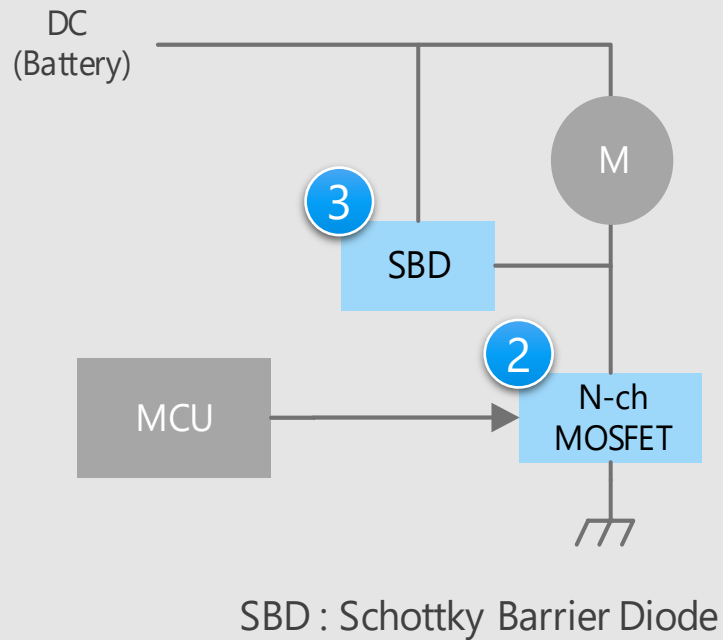 DC
(Battery)
M
3
SBD
2
MCU
N-ch
MOSFET
SBD : Schottky Barrier Diode